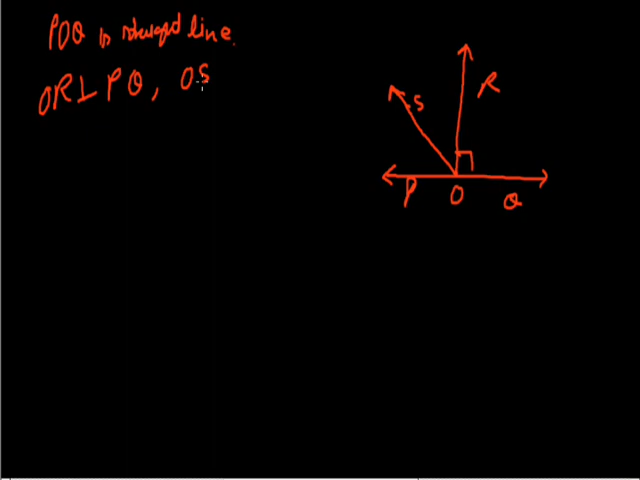 POQ is straight line.
OR⊥PQ, OS
S
R
P O Q